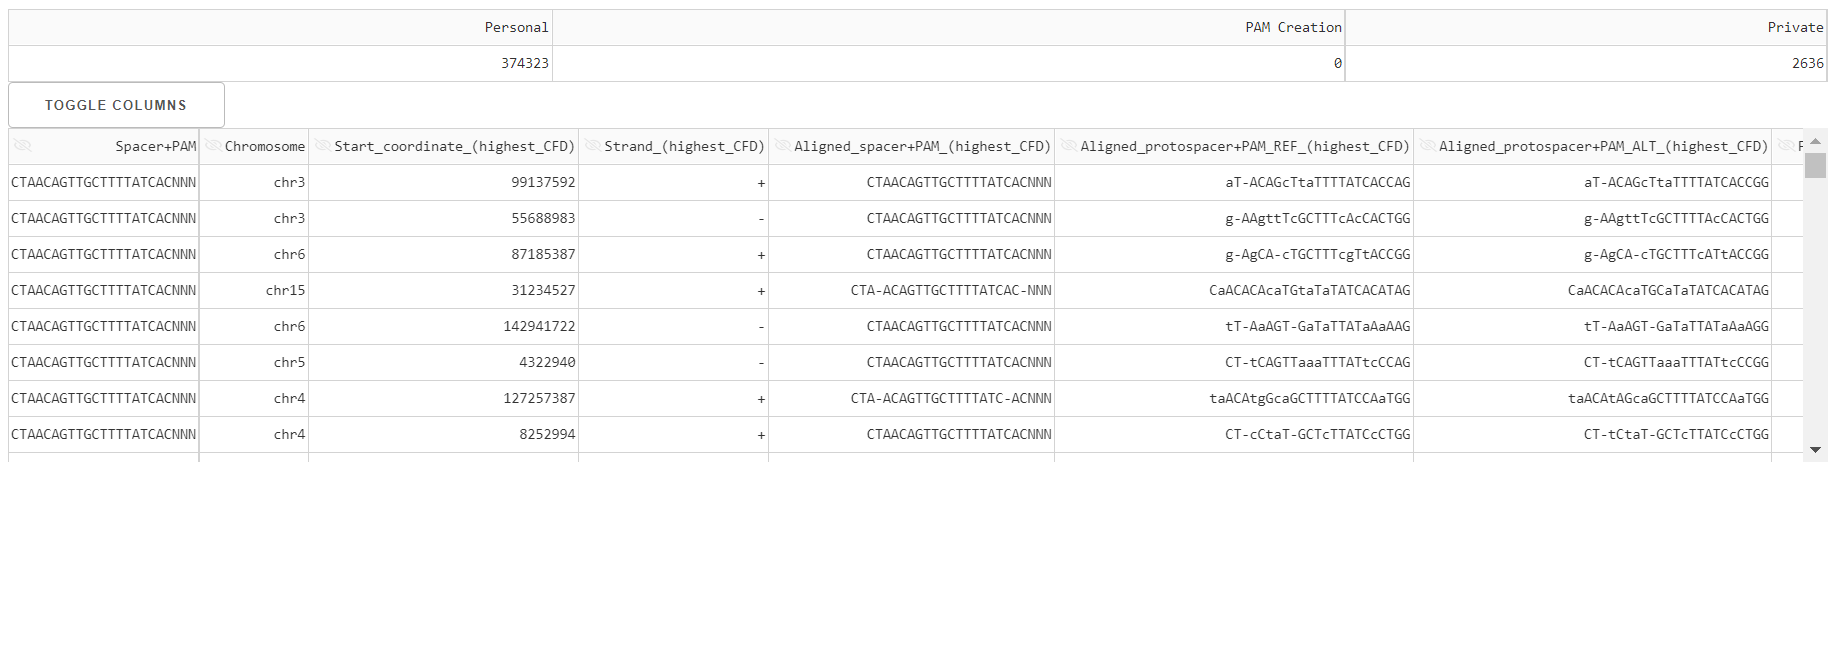 Personal PAM Creation Private
374323 0 2636
TOGGLE COLUMNS
Spacer+PAM Chromosome Start_coordinate_(highest_CFD) Strand_(highest_CFD) Aligned_spacer+PAM_(highest_CFD) Aligned_protospacer+PAM_REF_(highest_CFD) Aligned_protospacer+PAM_ALT_(highest_CFD)
CTAACAGTTGCTTTTATCACNNN chr3 99137592 + CTAACAGTTGCTTTTATCACNNN aT-ACAGcTtaTTTTATCACCAG aT-ACAGcTtaTTTTATCACCGG
CTAACAGTTGCTTTTATCACNNN chr3 55688983 - CTAACAGTTGCTTTTATCACNNN g-AAgttTcGCTTTcAcCACTGG g-AAgttTcGCTTTTAcCACTGG
CTAACAGTTGCTTTTATCACNNN chr6 87185387 + CTAACAGTTGCTTTTATCACNNN g-AgCA-cTGCTTTcgTtACCGG g-AgCA-cTGCTTTcATtACCGG
CTAACAGTTGCTTTTATCACNNN chr15 31234527 + CTA-ACAGTTGCTTTTATCAC-NNN CaACACAcaTGtaTaTATCACATAG CaACACAcaTGCaTaTATCACATAG
CTAACAGTTGCTTTTATCACNNN chr6 142941722 - CTAACAGTTGCTTTTATCACNNN tT-AaAGT-GaTaTTATaAaAAG tT-AaAGT-GaTaTTATaAaAGG
CTAACAGTTGCTTTTATCACNNN chr5 4322940 - CTAACAGTTGCTTTTATCACNNN CT-tCAGTTaaaTTTATtcCCAG CT-tCAGTTaaaTTTATtcCCGG
CTAACAGTTGCTTTTATCACNNN chr4 127257387 + CTA-ACAGTTGCTTTTATC-ACNNN taACAtgGcaGCTTTTATCCAaTGG taACAtAGcaGCTTTTATCCAaTGG
CTAACAGTTGCTTTTATCACNNN chr4 8252994 + CTAACAGTTGCTTTTATCACNNN CT-cCtaT-GCTcTTATCcCTGG CT-tCtaT-GCTcTTATCcCTGG